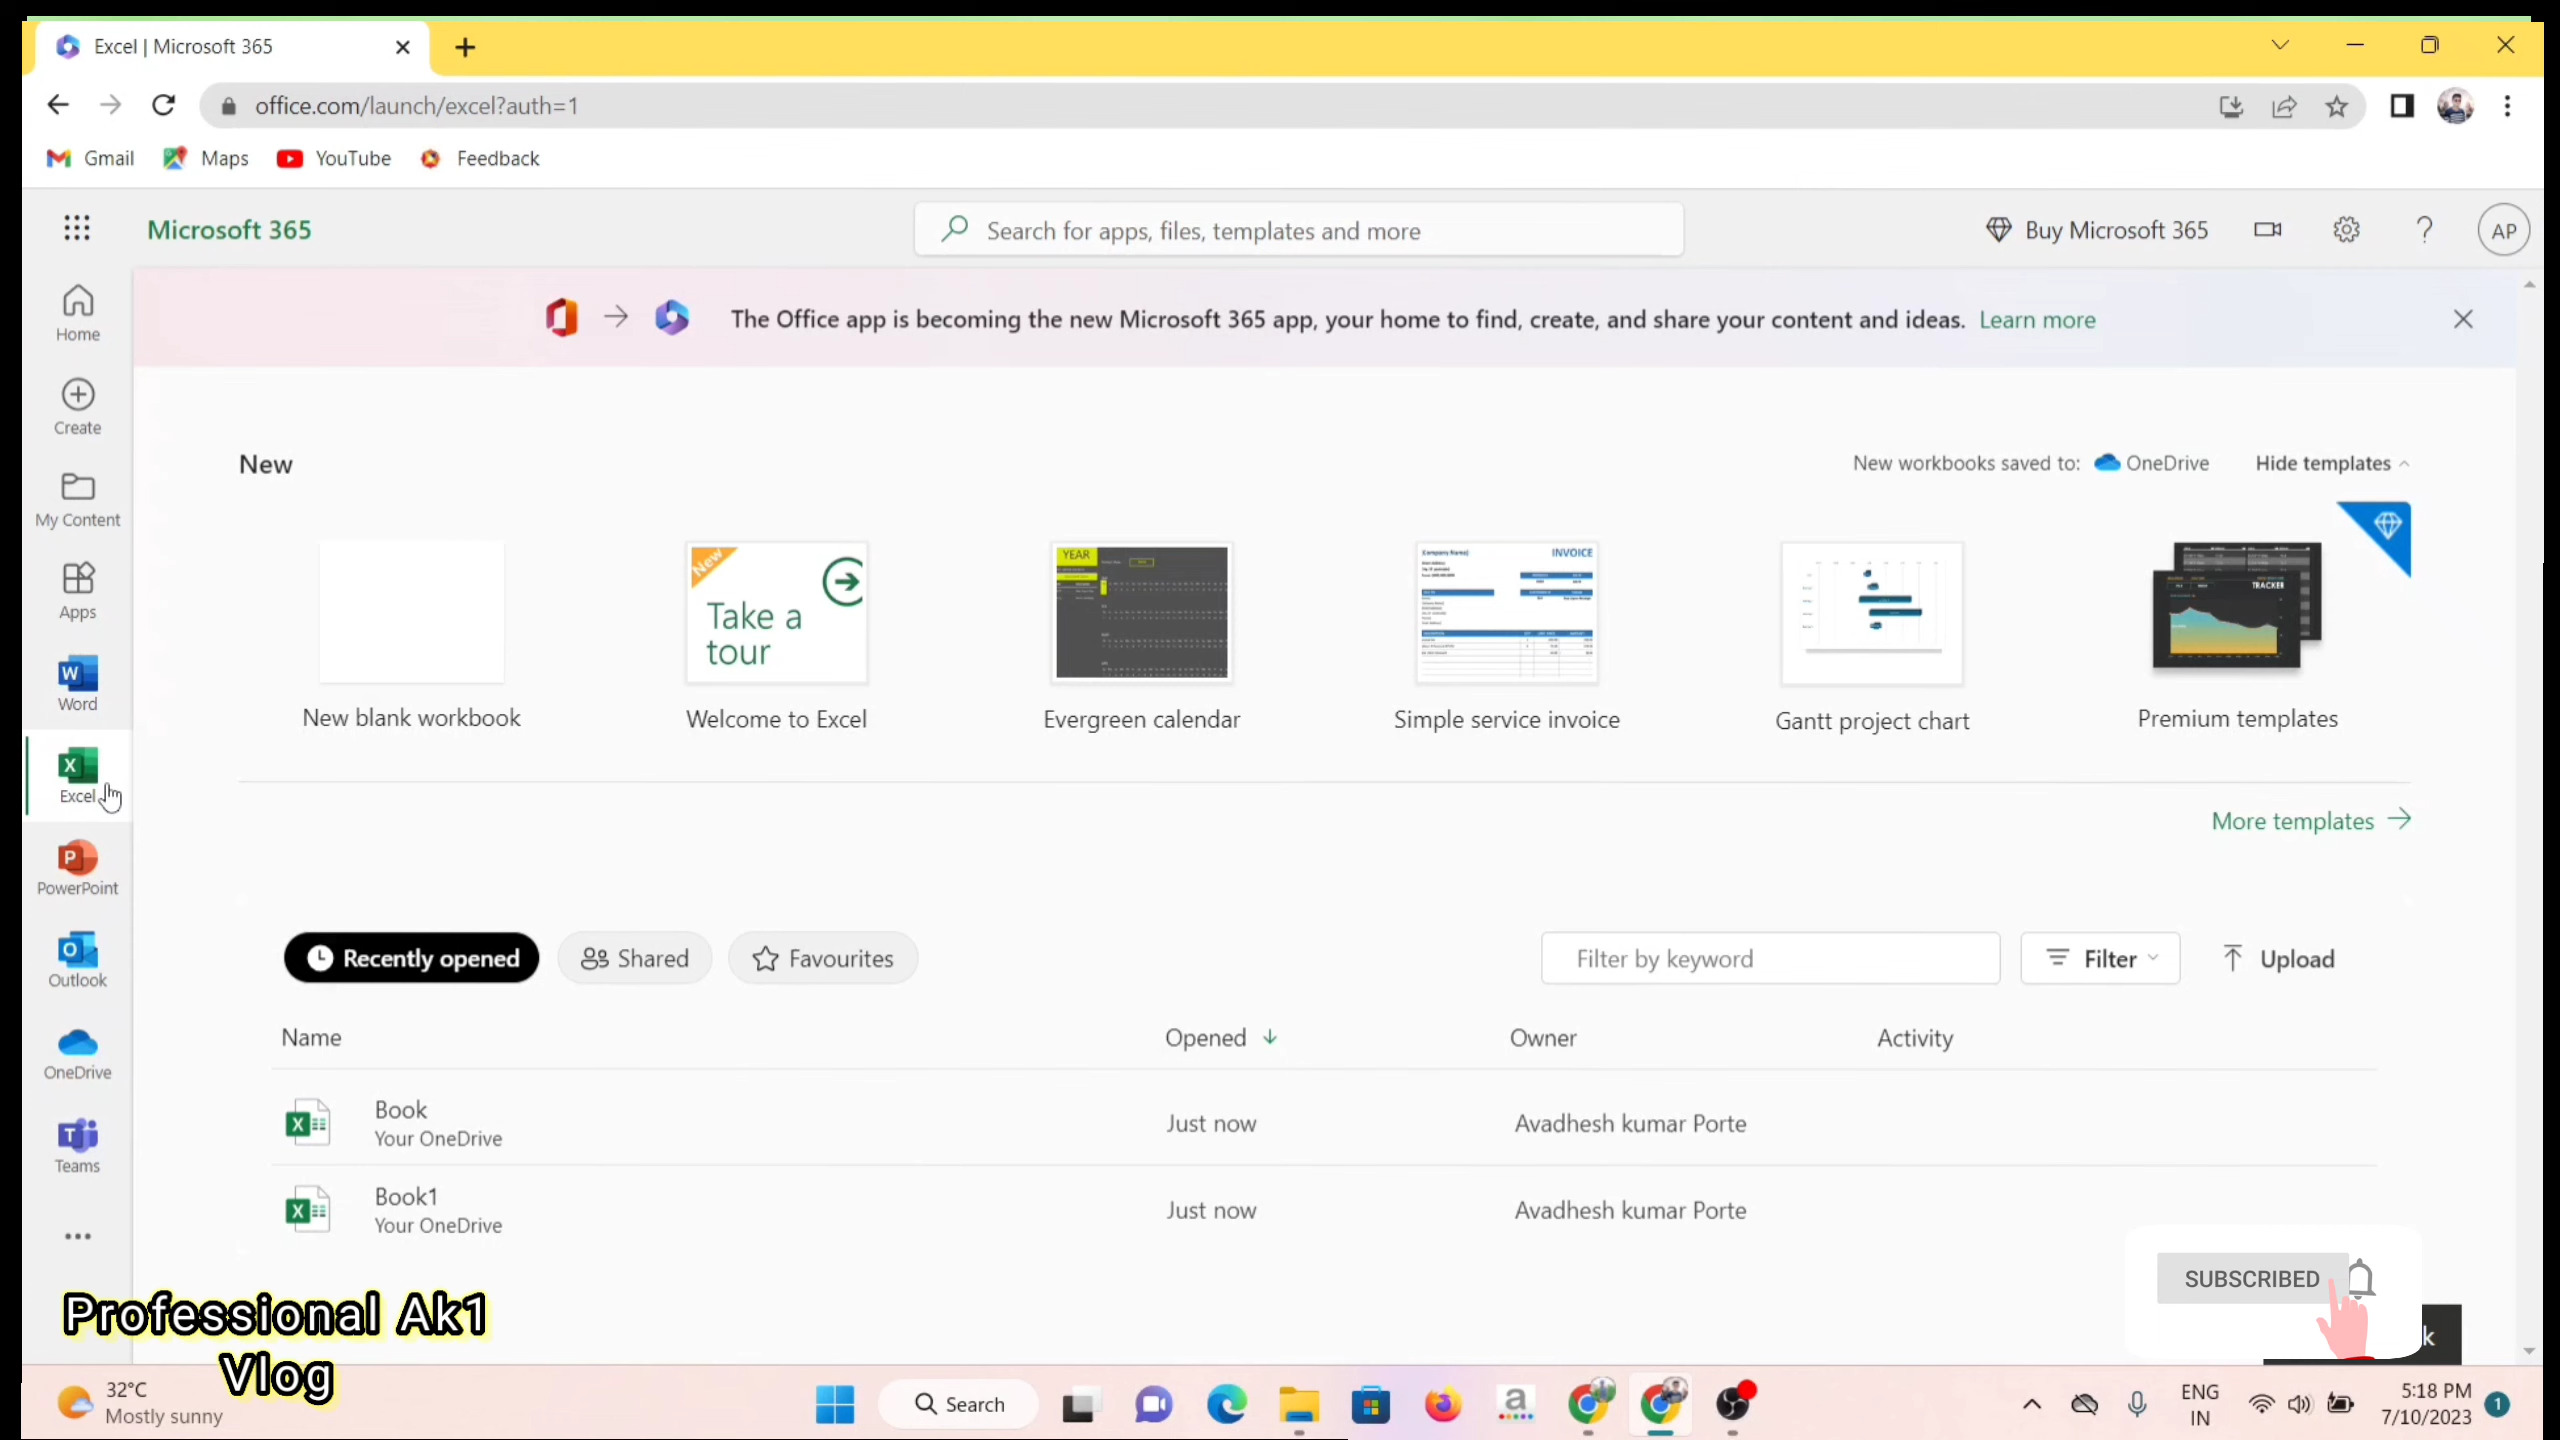 Excel | Microsoft 365
office.com/launch/excel?auth=1
Gmail Maps YouTube Feedback
Microsoft 365
Search for apps, files, templates and more
Buy Microsoft 365
AP
Home
Create
My Content
Apps
Word
Excel
PowerPoint
Outlook
OneDrive
Teams
The Office app is becoming the new Microsoft 365 app, your home to find, create, and share your content and ideas. Learn more
New
New workbooks saved to: OneDrive
Hide templates
New
Take a
tour
YEAR
INVOICE
TRACKER
New blank workbook
Welcome to Excel
Evergreen calendar
Simple service invoice
Gantt project chart
Premium templates
More templates
Recently opened
Shared
Favourites
Filter by keyword
Filter
Upload
Name Opened Owner Activity
Book
Your OneDrive
Just now
Avadhesh kumar Porte
Book1
Your OneDrive
Just now
Avadhesh kumar Porte
SUBSCRIBED
Professional Ak1
Vlog
32°C
Mostly sunny
Search
ENG
IN
5:18 PM
7/10/2023
1